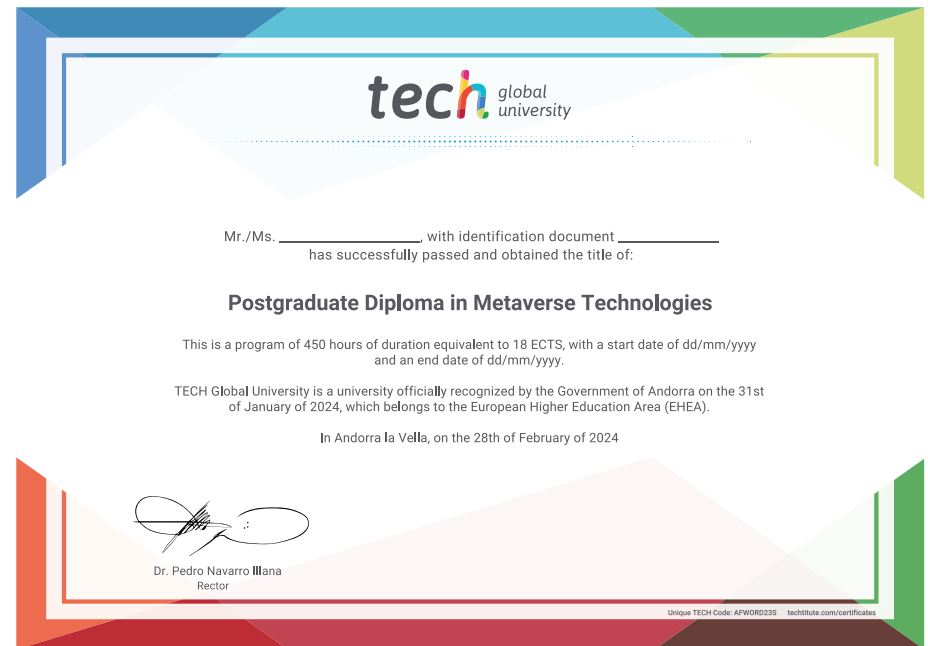 tech global university
Mr./Ms. ____________, with identification document ____________
has successfully passed and obtained the title of:
Postgraduate Diploma in Metaverse Technologies
This is a program of 450 hours of duration equivalent to 18 ECTS, with a start date of dd/mm/yyyy
and an end date of dd/mm/yyyy.
TECH Global University is a university officially recognized by the Government of Andorra on the 31st
of January of 2024, which belongs to the European Higher Education Area (EHEA).
In Andorra la Vella, on the 28th of February of 2024
Dr. Pedro Navarro Illana
Rector
Unique TECH Code: AFWORD23S techtitute.com/certificates